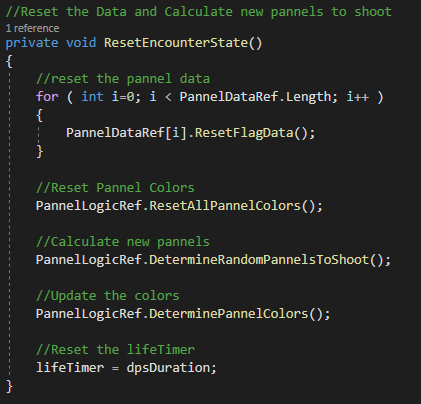 //Reset the Data and Calculate new pannels to shoot
1 reference
private void ResetEncounterState()
{
//reset the pannel data
for ( int i=0; i < PannelDataRef.Length; i++ )
{
PannelDataRef[i].ResetFlagData();
}
//Reset Pannel Colors
PannelLogicRef.ResetAllPannelColors();
//Calculate new pannels
PannelLogicRef.DetermineRandomPannelsToShoot();
//Update the colors
PannelLogicRef.DeterminePannelColors();
//Reset the lifeTimer
lifeTimer = dpsDuration;
}